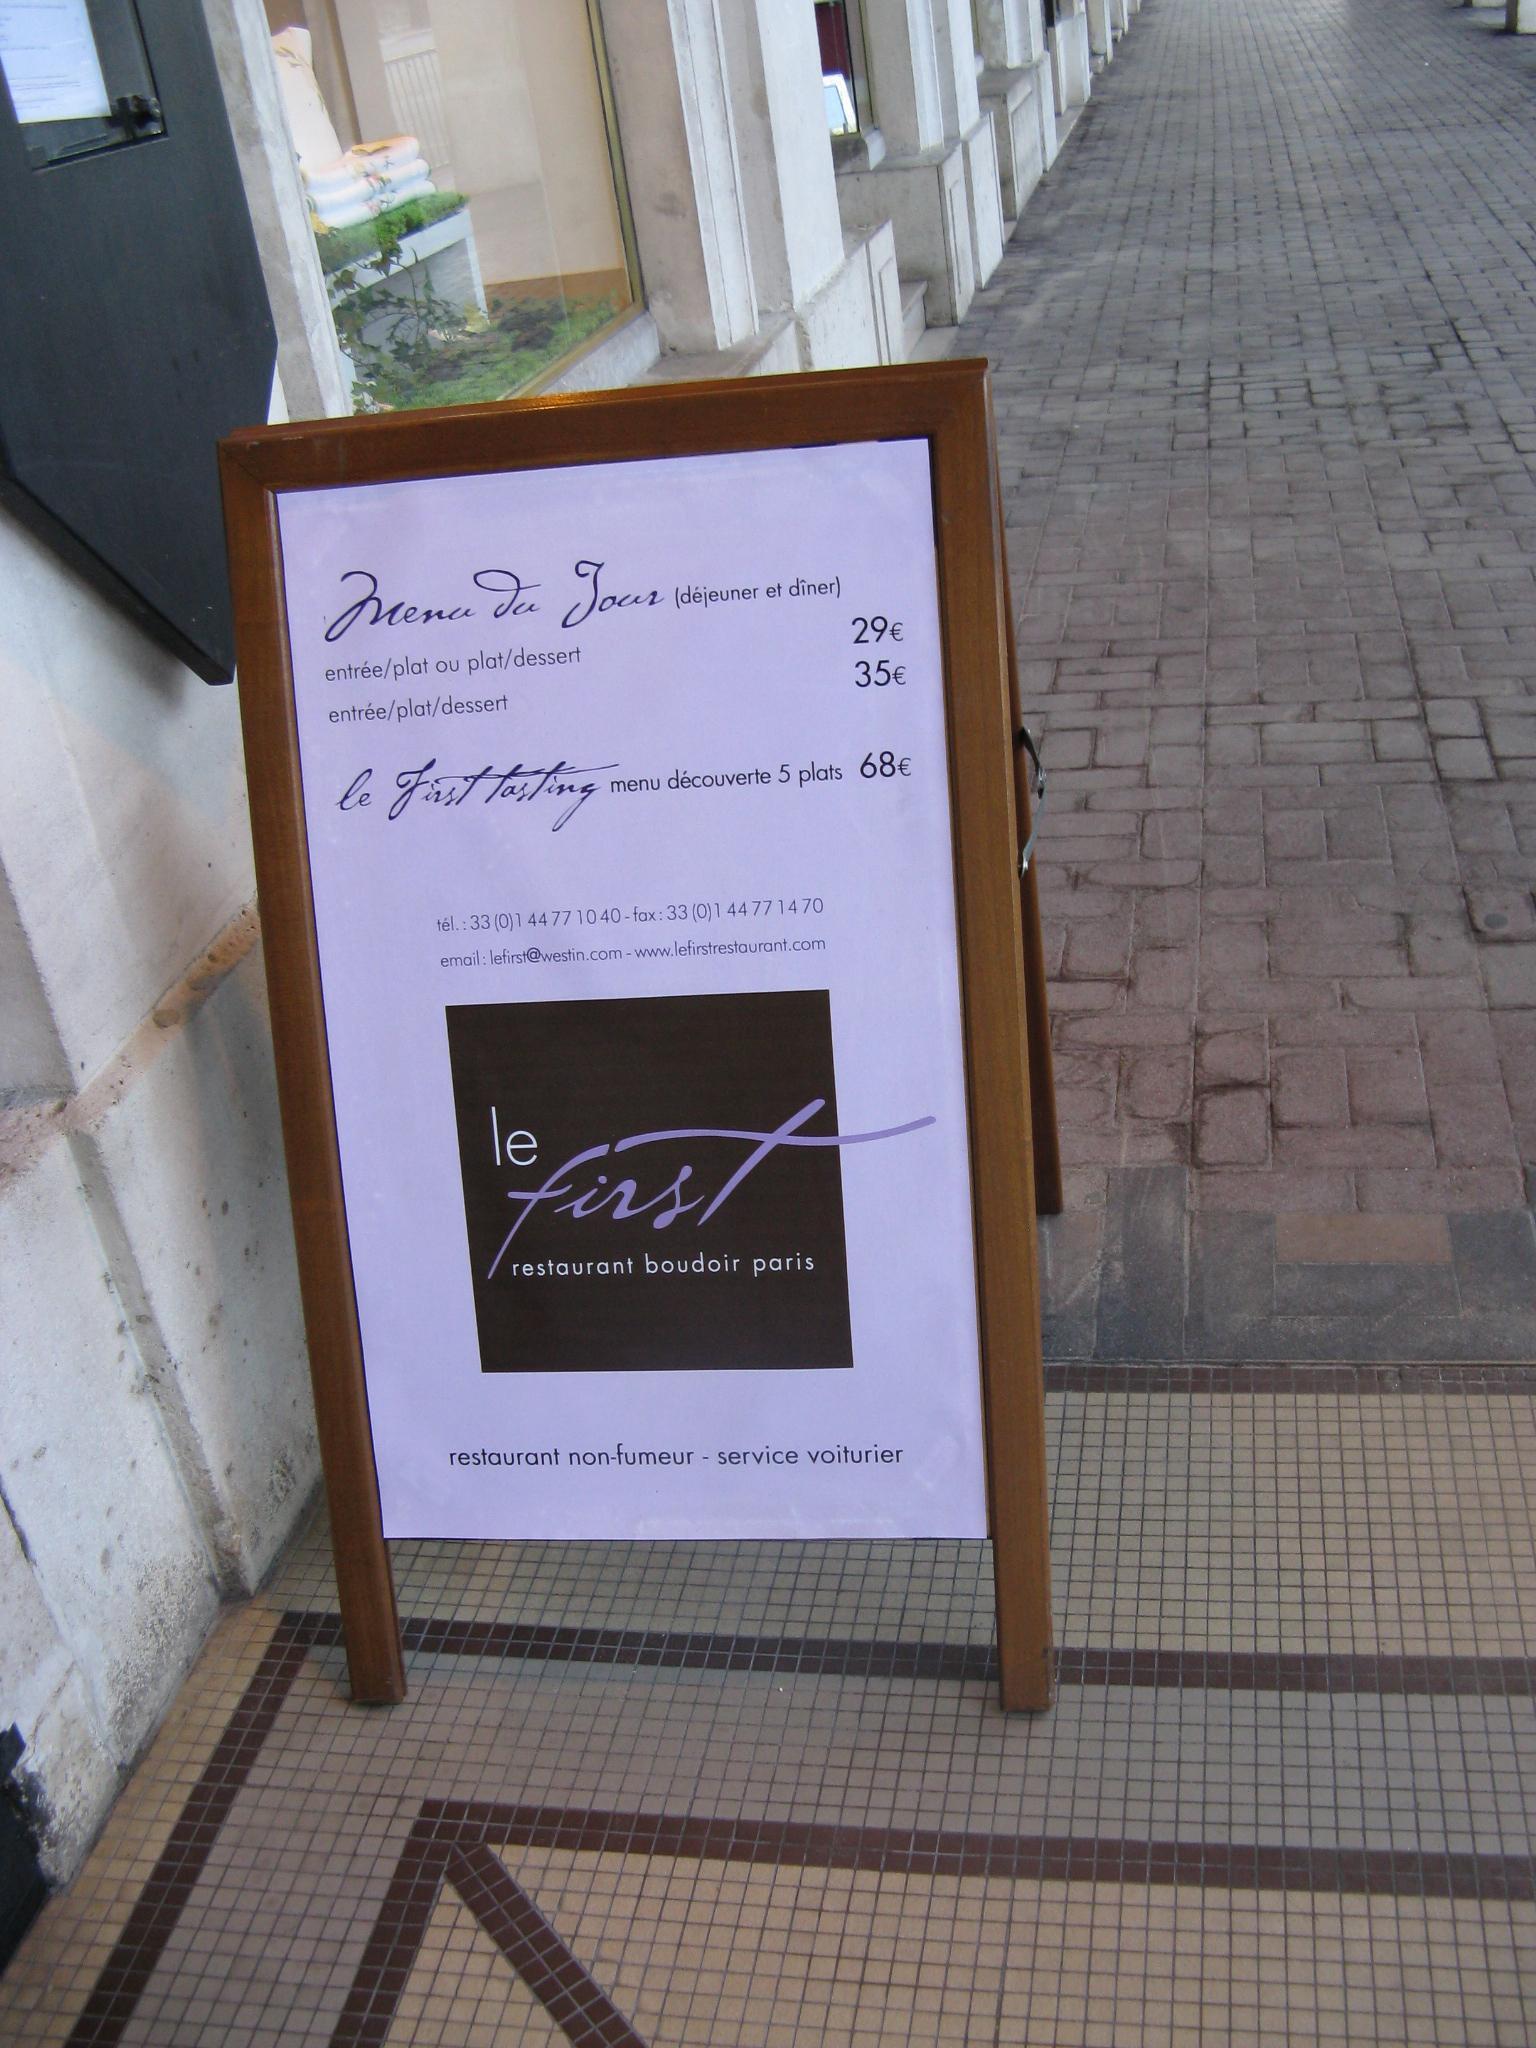 Menu du Jour (déjeuner et dîner)
entrée/plat ou plat/dessert 29€
entrée/plat/dessert 35€
le First tasting menu découverte 5 plats 68€
tél. : 33 (0)1 44 77 10 40 - fax : 33 (0)1 44 77 14 70
email : lefirst@westin.com - www.lefirstrestaurant.com
le
first
restaurant boudoir paris
restaurant non-fumeur - service voiturier